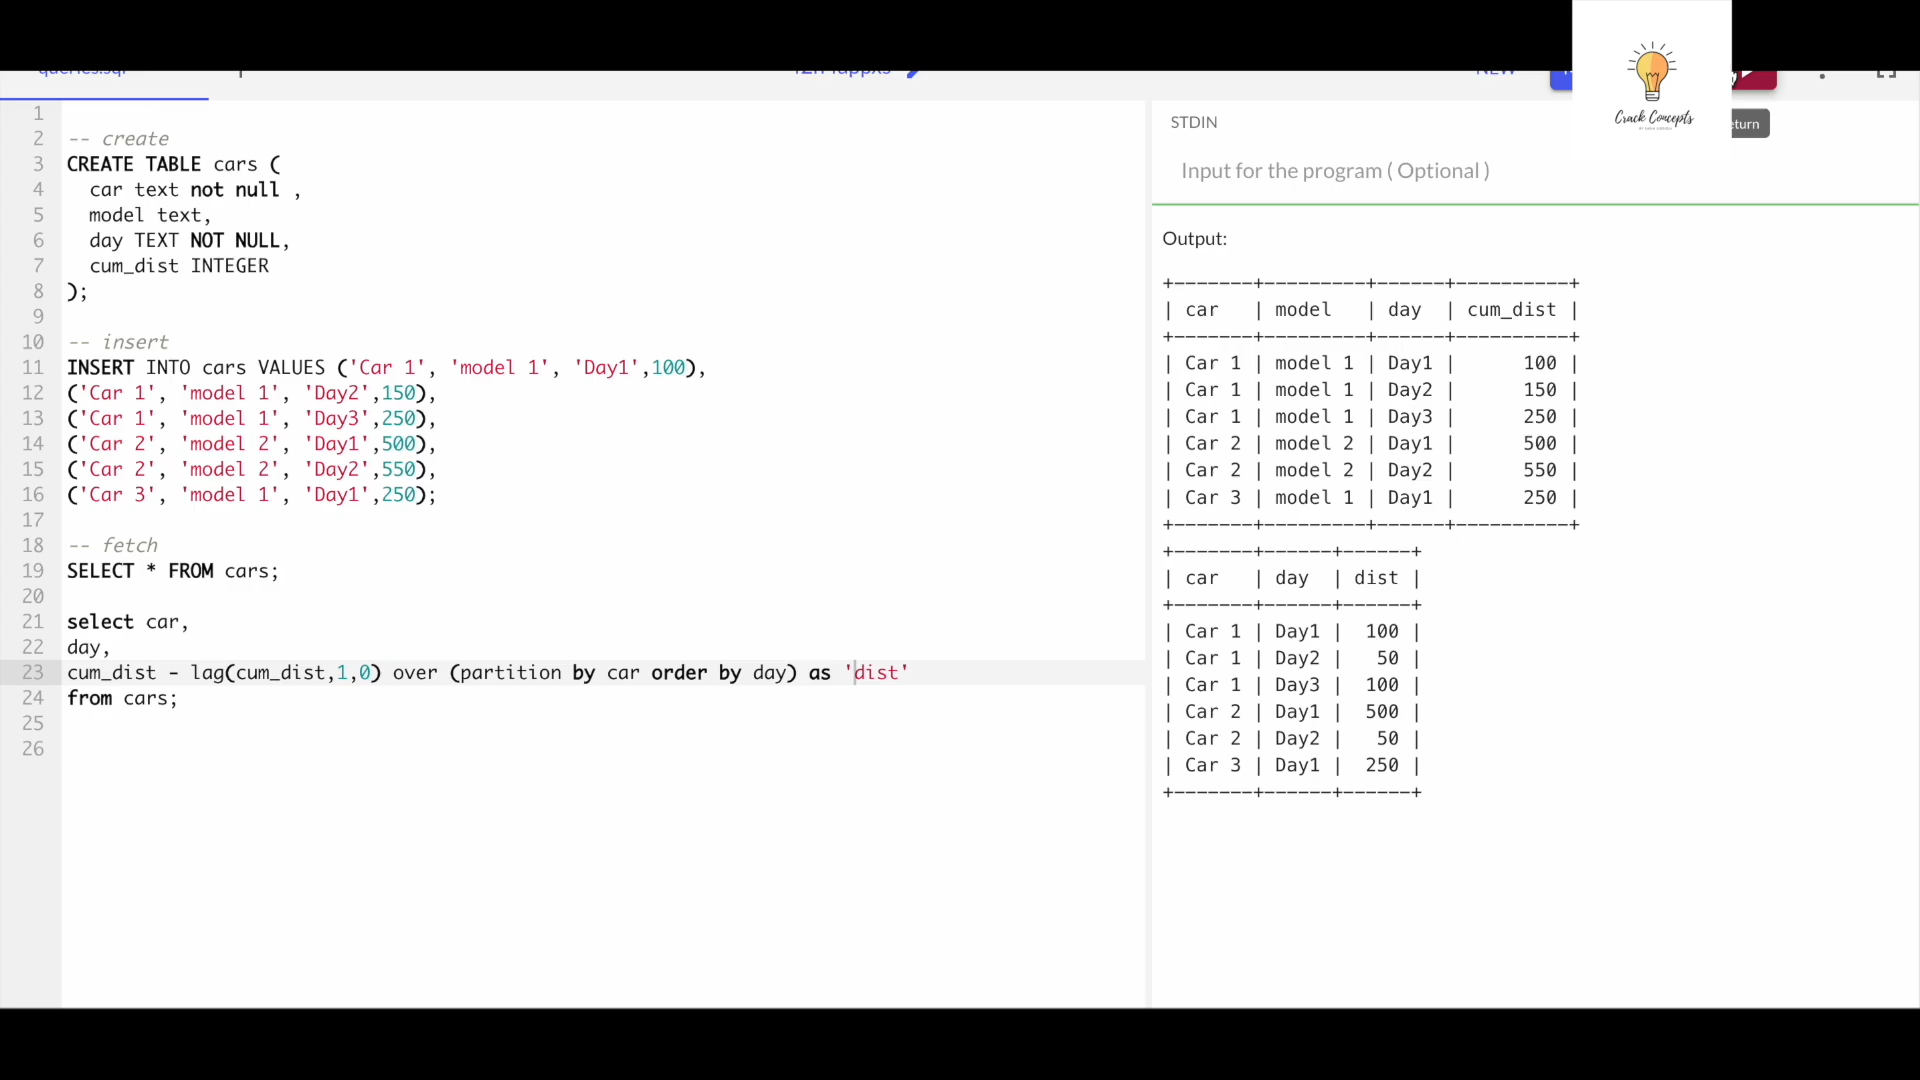 queries.sql
NEW
Crack Concepts
STDIN
Input for the program ( Optional )
1
2 -- create
3 CREATE TABLE cars (
4 car text not null ,
5 model text,
6 day TEXT NOT NULL,
7 cum_dist INTEGER
8 );
9
10 -- insert
11 INSERT INTO cars VALUES ('Car 1', 'model 1', 'Day1',100),
12 ('Car 1', 'model 1', 'Day2',150),
13 ('Car 1', 'model 1', 'Day3',250),
14 ('Car 2', 'model 2', 'Day1',500),
15 ('Car 2', 'model 2', 'Day2',550),
16 ('Car 3', 'model 1', 'Day1',250);
17
18 -- fetch
19 SELECT * FROM cars;
20
21 select car,
22 day,
23 cum_dist - lag(cum_dist,1,0) over (partition by car order by day) as 'dist'
24 from cars;
25
26
Output:
+-------+---------+------+----------+
| car | model | day | cum_dist |
+-------+---------+------+----------+
| Car 1 | model 1 | Day1 | 100 |
| Car 1 | model 1 | Day2 | 150 |
| Car 1 | model 1 | Day3 | 250 |
| Car 2 | model 2 | Day1 | 500 |
| Car 2 | model 2 | Day2 | 550 |
| Car 3 | model 1 | Day1 | 250 |
+-------+---------+------+----------+
+-------+------+------+
| car | day | dist |
+-------+------+------+
| Car 1 | Day1 | 100 |
| Car 1 | Day2 | 50 |
| Car 1 | Day3 | 100 |
| Car 2 | Day1 | 500 |
| Car 2 | Day2 | 50 |
| Car 3 | Day1 | 250 |
+-------+------+------+